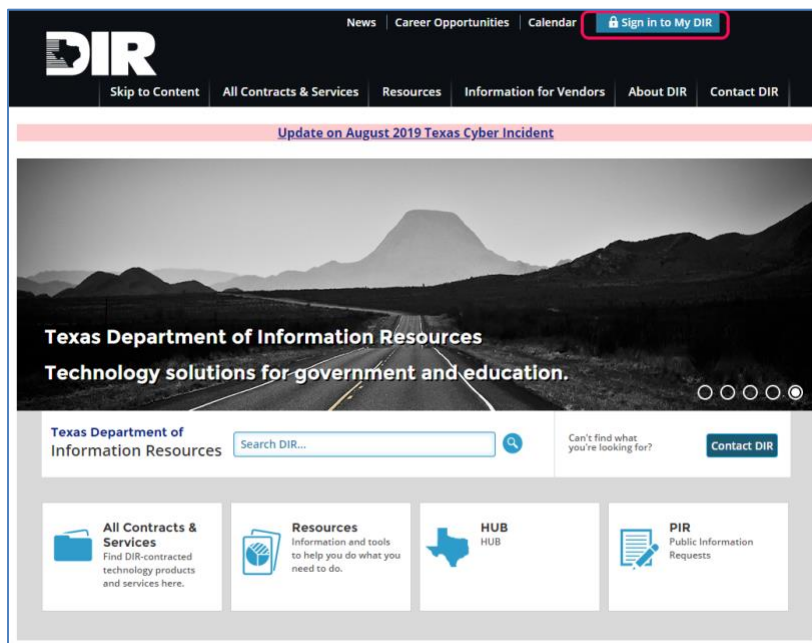 News Career Opportunities Calendar Sign in to My DIR
DIR
Skip to Content All Contracts & Services Resources Information for Vendors About DIR Contact DIR
Update on August 2019 Texas Cyber Incident
Texas Department of Information Resources
Technology solutions for government and education.
Texas Department of
Information Resources
Search DIR...
Can't find what
you're looking for?
Contact DIR
All Contracts &
Services
Find DIR-contracted
technology products
and services here.
Resources
Information and tools
to help you do what you
need to do.
HUB
HUB
PIR
Public Information
Requests